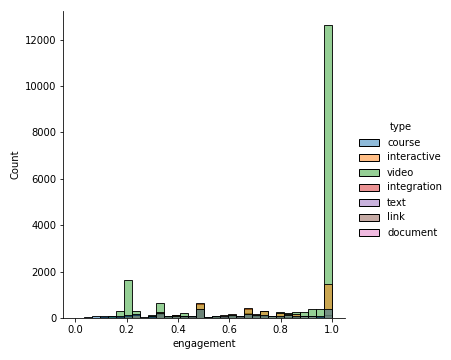 12000
10000
8000
6000
4000
2000
0
Count
0.0 0.2 0.4 0.6 0.8 1.0
engagement
type
course
interactive
video
integration
text
link
document